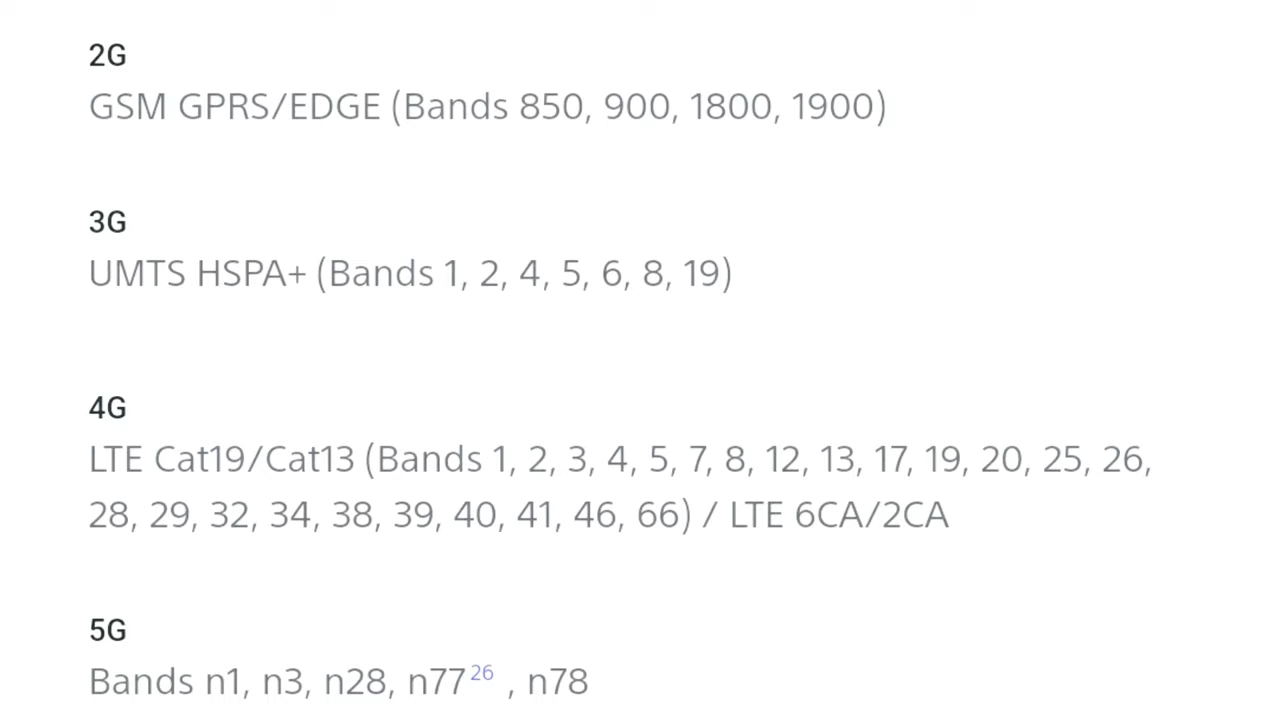 2G
GSM GPRS/EDGE (Bands 850, 900, 1800, 1900)
3G
UMTS HSPA+ (Bands 1, 2, 4, 5, 6, 8, 19)
4G
LTE Cat19/Cat13 (Bands 1, 2, 3, 4, 5, 7, 8, 12, 13, 17, 19, 20, 25, 26,
28, 29, 32, 34, 38, 39, 40, 41, 46, 66) / LTE 6CA/2CA
5G
Bands n1, n3, n28, n77 26 , n78